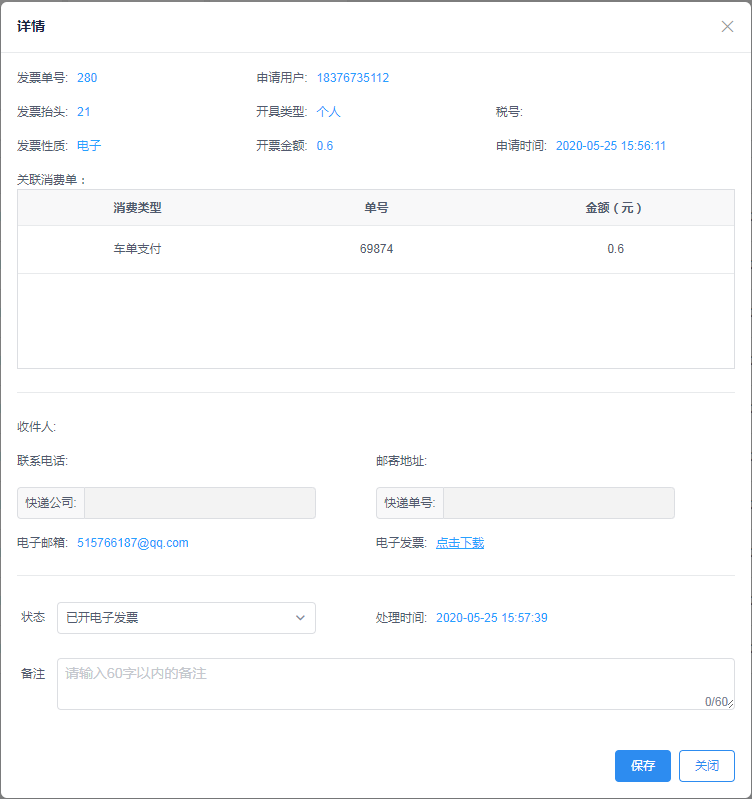 详情
发票单号: 280 申请用户: 18376735112
发票抬头: 21 开具类型: 个人 税号:
发票性质: 电子 开票金额: 0.6 申请时间: 2020-05-25 15:56:11
关联消费单：
消费类型 单号 金额（元）
车单支付 69874 0.6
收件人:
联系电话: 邮寄地址:
快递公司: 快递单号:
电子邮箱: 515766187@qq.com 电子发票: 点击下载
状态 已开电子发票 处理时间: 2020-05-25 15:57:39
备注 请输入60字以内的备注
0/60
保存 关闭